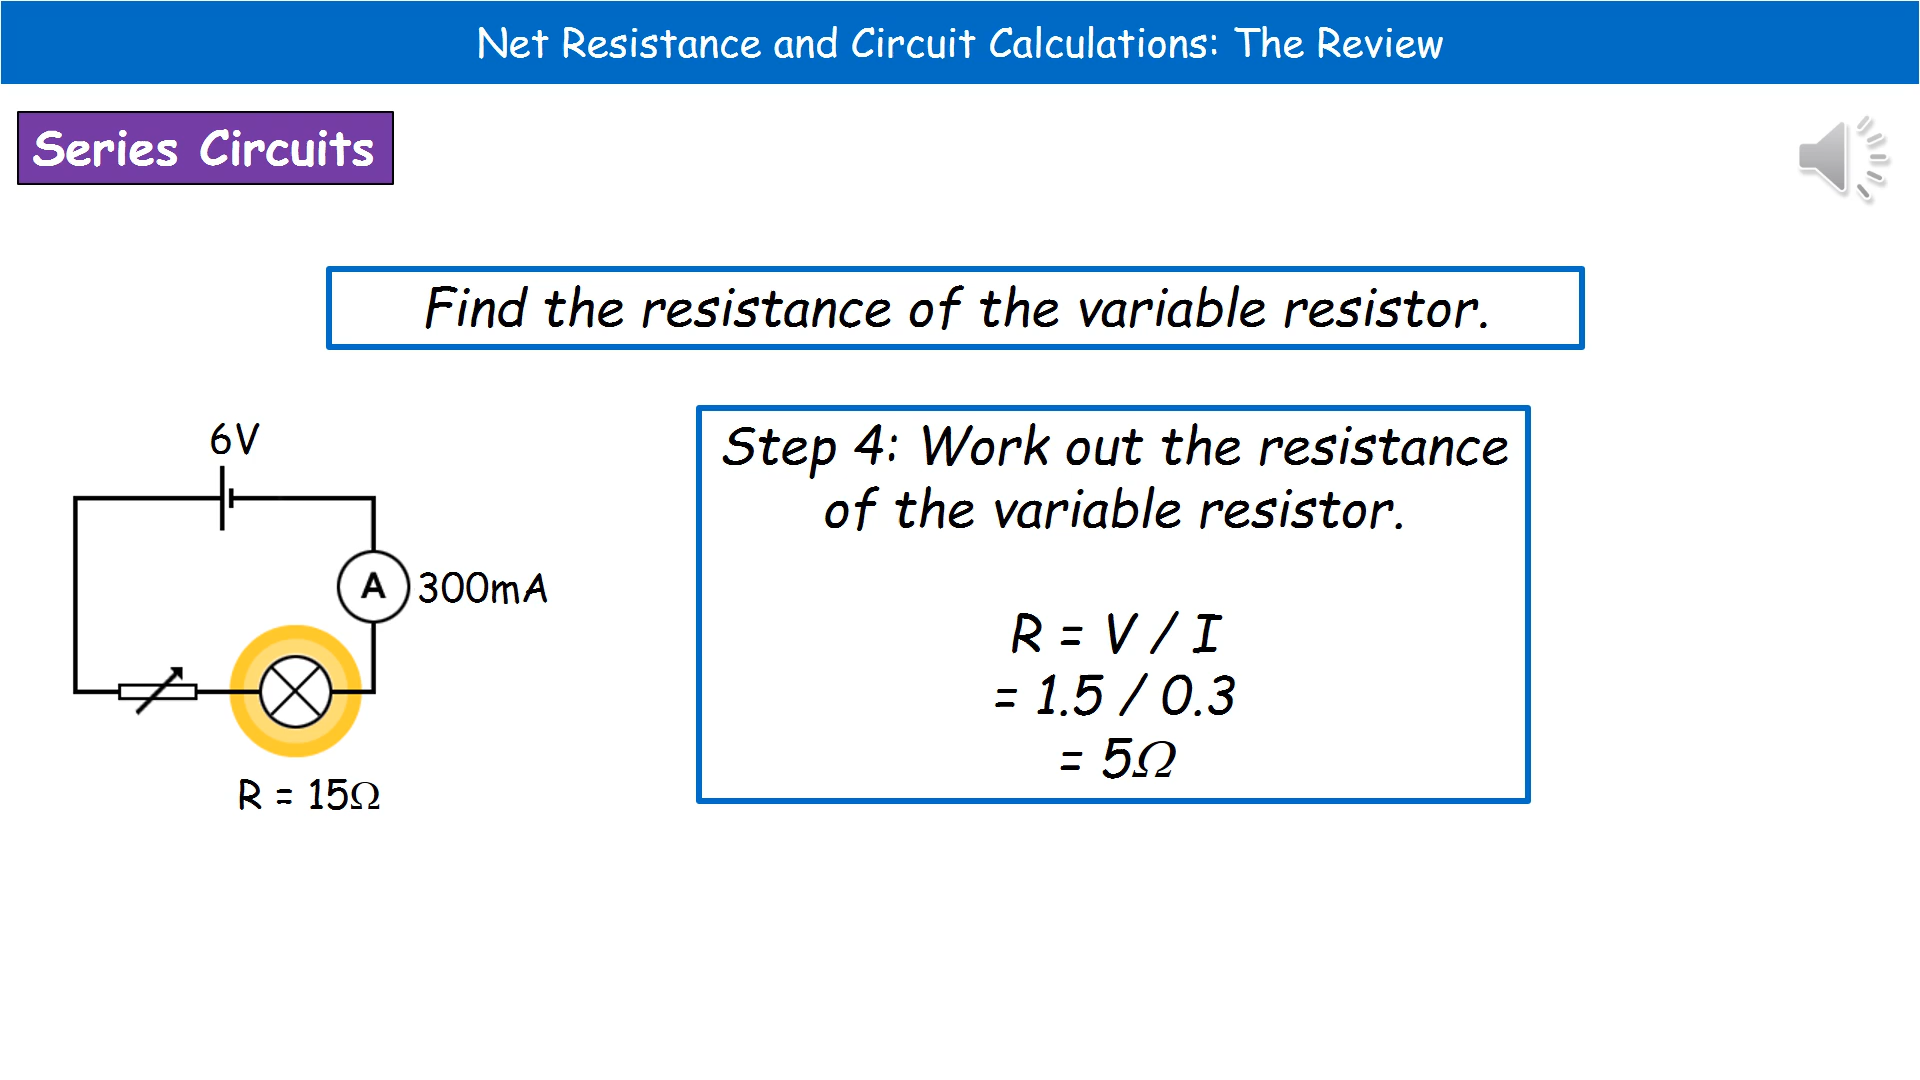 Net Resistance and Circuit Calculations: The Review
Series Circuits
Find the resistance of the variable resistor.
6V
A
300mA
R = 15Ω
Step 4: Work out the resistance
of the variable resistor.
R = V / I
= 1.5 / 0.3
= 5Ω